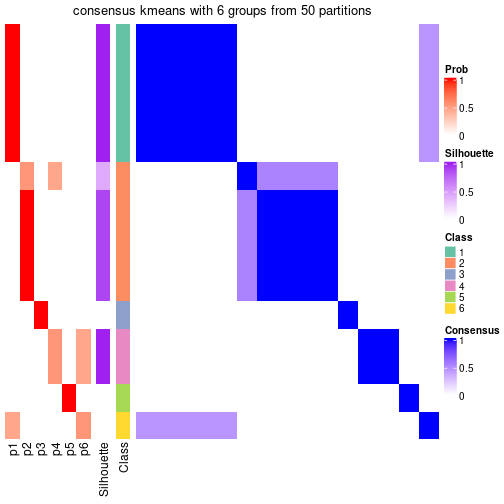 consensus kmeans with 6 groups from 50 partitions
Prob
1
0.5
0
Silhouette
1
0.5
0
Class
1
2
3
4
5
6
Consensus
1
0.5
0
p1
p2
p3
p4
p5
p6
Silhouette
Class